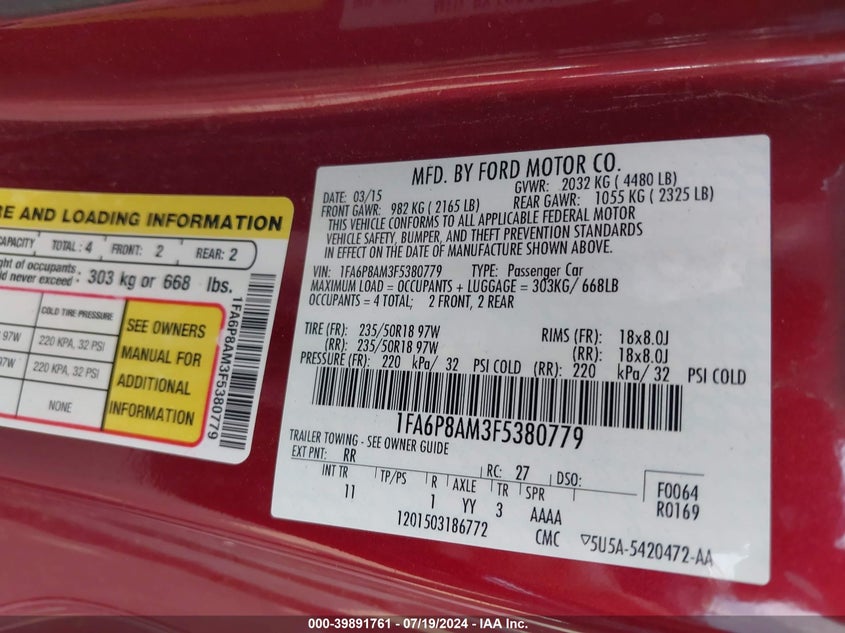 RE AND LOADING INFORMATION
CAPACITY TOTAL: 4 FRONT: 2 REAR: 2
ght of occupants
ld never exceed : 303 kg or 668 lbs.
COLD TIRE PRESSURE
97W 220 KPA, 32 PSI
97W 220 KPA, 32 PSI
NONE
SEE OWNERS
MANUAL FOR
ADDITIONAL
INFORMATION
1FA6P8AM3F5380779
MFD. BY FORD MOTOR CO.
DATE: 03/15 GVWR: 2032 KG ( 4480 LB)
FRONT GAWR: 982 KG ( 2165 LB) REAR GAWR: 1055 KG ( 2325 LB)
THIS VEHICLE CONFORMS TO ALL APPLICABLE FEDERAL MOTOR
VEHICLE SAFETY, BUMPER, AND THEFT PREVENTION STANDARDS
IN EFFECT ON THE DATE OF MANUFACTURE SHOWN ABOVE.
VIN: 1FA6P8AM3F5380779 TYPE: Passenger Car
MAXIMUM LOAD = OCCUPANTS + LUGGAGE = 303KG/ 668LB
OCCUPANTS = 4 TOTAL; 2 FRONT, 2 REAR
TIRE (FR): 235/50R18 97W RIMS (FR): 18x8.0J
(RR): 235/50R18 97W (RR): 18x8.0J
PRESSURE (FR): 220 kPa/ 32 PSI COLD (RR): 220 kPa/ 32 PSI COLD
1FA6P8AM3F5380779
TRAILER TOWING - SEE OWNER GUIDE
EXT PNT: RR RC: 27 DSO:
INT TR TP/PS R AXLE TR SPR F0064
11 1 YY 3 AAAA R0169
1201503186772 CMC ▽5U5A-5420472-AA
000-39891761 - 07/19/2024 - IAA Inc.